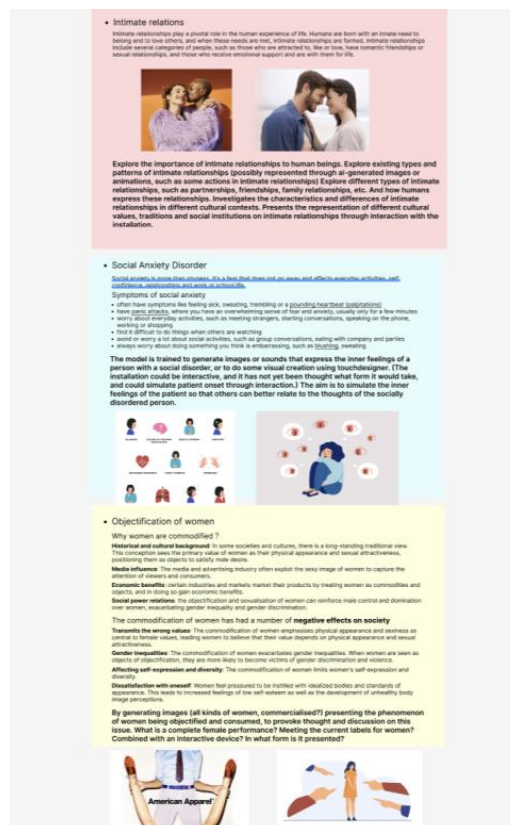 Intimate relations
Intimate relationships play a pivotal role in the human experience of life. Humans are born with an innate need to
belong and to love others, and when these needs are met, intimate relationships are formed. Intimate relationships
include several categories of people, such as those who are attracted to, like or love, have romantic friendships or
sexual relationships, and those who receive emotional support and are with them for life.
Explore the importance of intimate relationships to human beings. Explore existing types and
patterns of intimate relationships (possibly represented through ai-generated images or
animations, such as some actions in intimate relationships) Explore different types of intimate
relationships, such as partnerships, friendships, family relationships, etc. And how humans
express these relationships. Investigates the characteristics and differences of intimate
relationships in different cultural contexts. Presents the representation of different cultural
values, traditions and social institutions on intimate relationships through interaction with the
installation.
Social Anxiety Disorder
Social anxiety is more than shyness. It's a fear that does not go away and affects everyday activities, self
confidence, relationships and work or school life.
Symptoms of social anxiety
often have symptoms like feeling sick, sweating, trembling or a pounding heartbeat (palpitations)
have panic attacks, where you have an overwhelming sense of fear and anxiety, usually only for a few minutes
worry about everyday activities, such as meeting strangers, starting conversations, speaking on the phone,
working or shopping
find it difficult to do things when others are watching
avoid or worry a lot about social activities, such as group conversations, eating with company and parties
always worry about doing something you think is embarrassing, such as blushing, sweating
The model is trained to generate images or sounds that express the inner feelings of a
person with a social disorder, or to do some visual creation using touchdesigner. (The
installation could be interactive, and it has not yet been thought what form it would take,
and could simulate patient onset through interaction.) The aim is to simulate the inner
feelings of the patient so that others can better relate to the thoughts of the socially
disordered person.
Objectification of women
Why women are commodified ?
Historical and cultural background: In some societies and cultures, there is a long-standing traditional view.
This conception sees the primary value of women as their physical appearance and sexual attractiveness,
positioning them as objects to satisfy male desire.
Media influence: The media and advertising industry often exploit the sexy image of women to capture the
attention of viewers and consumers.
Economic benefits: certain industries and markets market their products by treating women as commodities and
objects, and in doing so gain economic benefits.
Social power relations: the objectification and sexualisation of women can reinforce male control and domination
over women, exacerbating gender inequality and gender discrimination.
The commodification of women has had a number of negative effects on society
Transmits the wrong values: The commodification of women emphasises physical appearance and sexiness as
central to female values, leading women to believe that their value depends on physical appearance and sexual
attractiveness.
Gender inequalities: The commodification of women exacerbates gender inequalities. When women are seen as
objects of objectification, they are more likely to become victims of gender discrimination and violence.
Affecting self-expression and diversity: The commodification of women limits women's self-expression and
diversity.
Dissatisfaction with oneself: Women feel pressured to be instilled with idealized bodies and standards of
appearance. This leads to increased feelings of low self-esteem as well as the development of unhealthy body
image perceptions.
By generating images (all kinds of women, commercialised?) presenting the phenomenon
of women being objectified and consumed, to provoke thought and discussion on this
issue. What is a complete female performance? Meeting the current labels for women?
Combined with an interactive device? In what form is it presented?
American Apparel